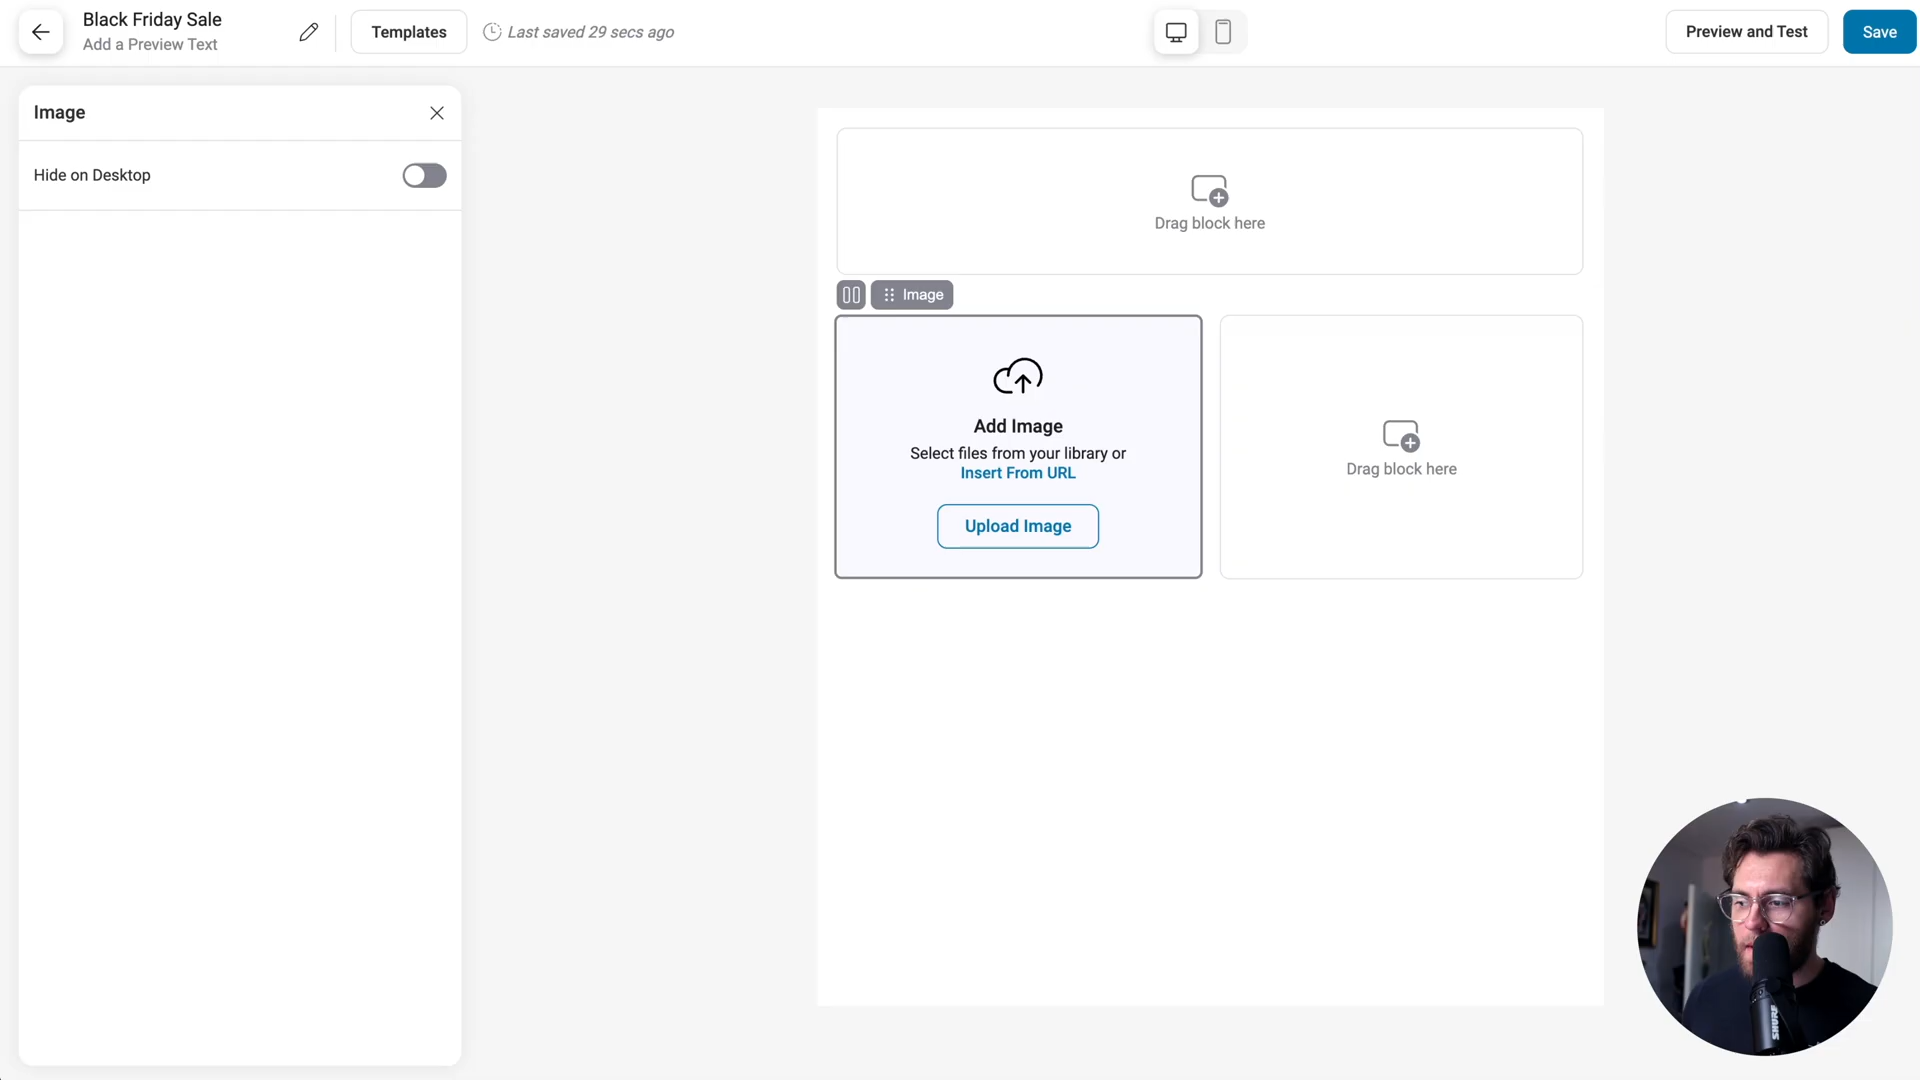 Black Friday Sale
Add a Preview Text
Templates
Last saved 29 secs ago
Preview and Test
Save
Image
Hide on Desktop
Drag block here
Image
Add Image
Select files from your library or
Insert From URL
Upload Image
Drag block here
SHURE